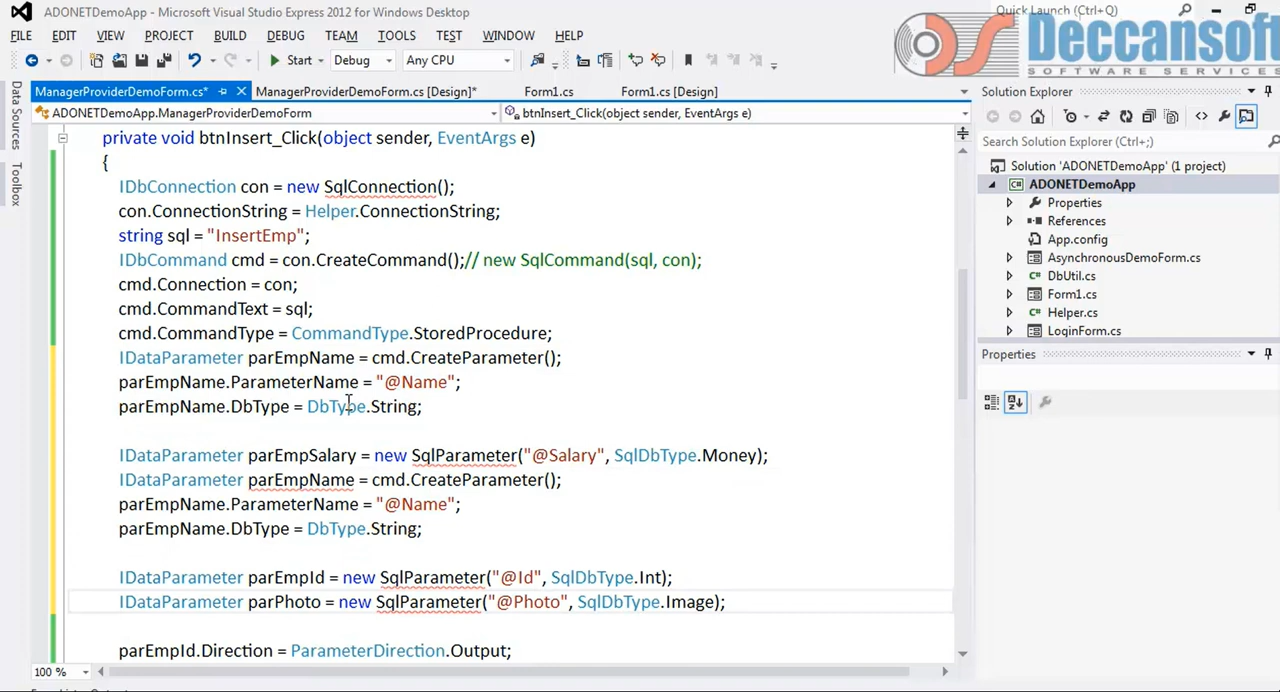 ADONETDemoApp - Microsoft Visual Studio Express 2012 for Windows Desktop
Quick Launch (Ctrl+Q)
FILE EDIT VIEW PROJECT BUILD DEBUG TEAM TOOLS TEST WINDOW HELP
Deccansoft
SOFTWARE SERVICES
Start Debug Any CPU
Data Sources
Toolbox
ManagerProviderDemoForm.cs* ManagerProviderDemoForm.cs [Design]* Form1.cs Form1.cs [Design]
ADONETDemoApp.ManagerProviderDemoForm btnInsert_Click(object sender, EventArgs e)
private void btnInsert_Click(object sender, EventArgs e)
{
IDbConnection con = new SqlConnection();
con.ConnectionString = Helper.ConnectionString;
string sql = "InsertEmp";
IDbCommand cmd = con.CreateCommand();// new SqlCommand(sql, con);
cmd.Connection = con;
cmd.CommandText = sql;
cmd.CommandType = CommandType.StoredProcedure;
IDataParameter parEmpName = cmd.CreateParameter();
parEmpName.ParameterName = "@Name";
parEmpName.DbType = DbType.String;
IDataParameter parEmpSalary = new SqlParameter("@Salary", SqlDbType.Money);
IDataParameter parEmpName = cmd.CreateParameter();
parEmpName.ParameterName = "@Name";
parEmpName.DbType = DbType.String;
IDataParameter parEmpId = new SqlParameter("@Id", SqlDbType.Int);
IDataParameter parPhoto = new SqlParameter("@Photo", SqlDbType.Image);
parEmpId.Direction = ParameterDirection.Output;
100 %
Solution Explorer
Search Solution Explorer (Ctrl+;)
Solution 'ADONETDemoApp' (1 project)
ADONETDemoApp
Properties
References
App.config
AsynchronousDemoForm.cs
DbUtil.cs
Form1.cs
Helper.cs
LoginForm.cs
Properties